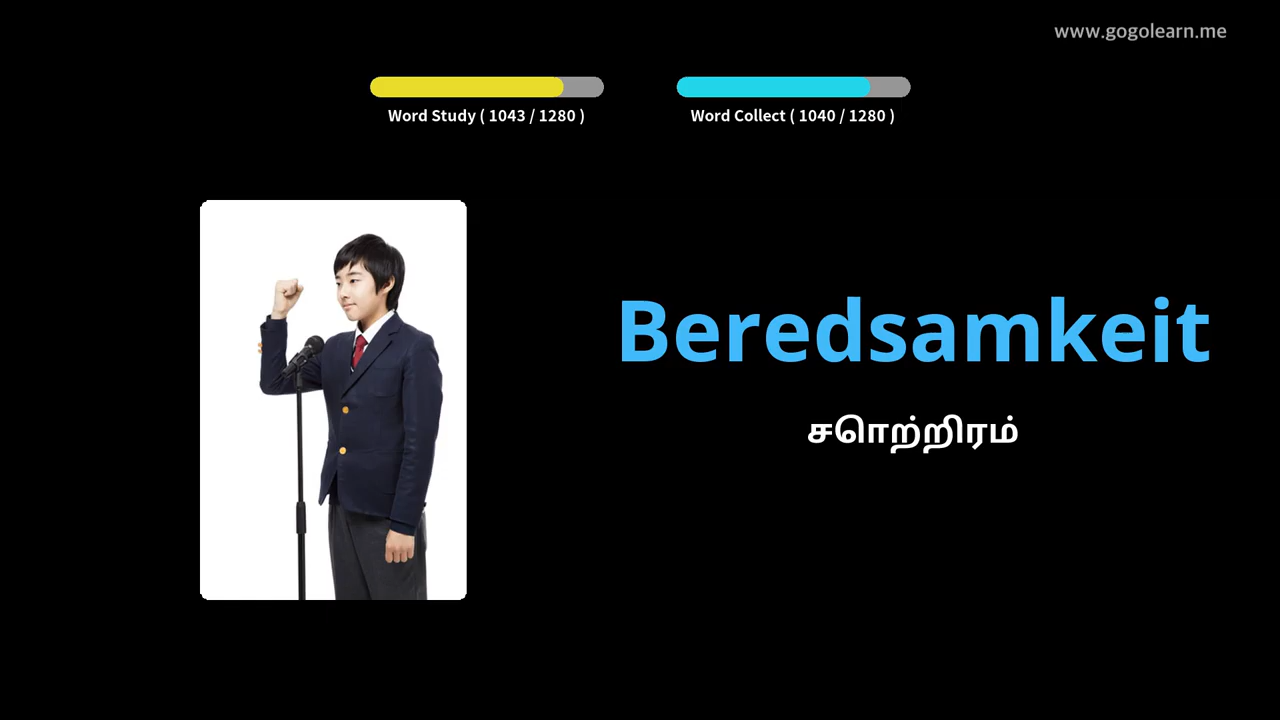 www.gogolearn.me
Word Study ( 1043 / 1280 )
Word Collect ( 1040 / 1280 )
Beredsamkeit
சொற்றிரம்